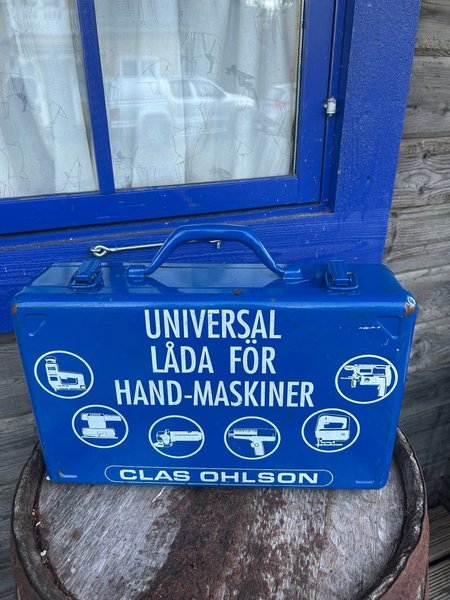 UNIVERSAL
LÅDA FÖR
HAND-MASKINER
CLAS OHLSON